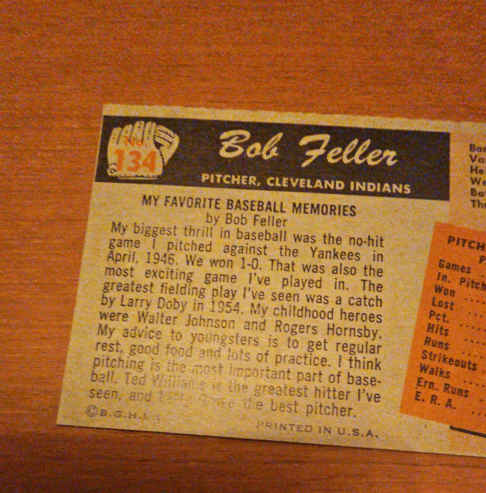 No.
134
Bob Feller
PITCHER, CLEVELAND INDIANS
MY FAVORITE BASEBALL MEMORIES
by Bob Feller
My biggest thrill in baseball was the no-hit
game I pitched against the Yankees in
April, 1946. We won 1-0. That was also the
most exciting game I've played in. The
greatest fielding play I've seen was a catch
by Larry Doby in 1954. My childhood heroes
were Walter Johnson and Rogers Hornsby.
My advice to youngsters is to get regular
rest, good food and lots of practice. I think
pitching is the most important part of base-
ball. Ted Williams is the greatest hitter I've
seen, and the best pitcher.
© B.G.H.LI
PRINTED IN U.S.A.
Va
He
We
Bo
Th
PITCH
P
Games
In. Pitch
Won ...
Lost ...
Pct. ...
Hits ...
Runs ...
Strikeouts
Walks ...
Ern. Runs
E. R. A. ...